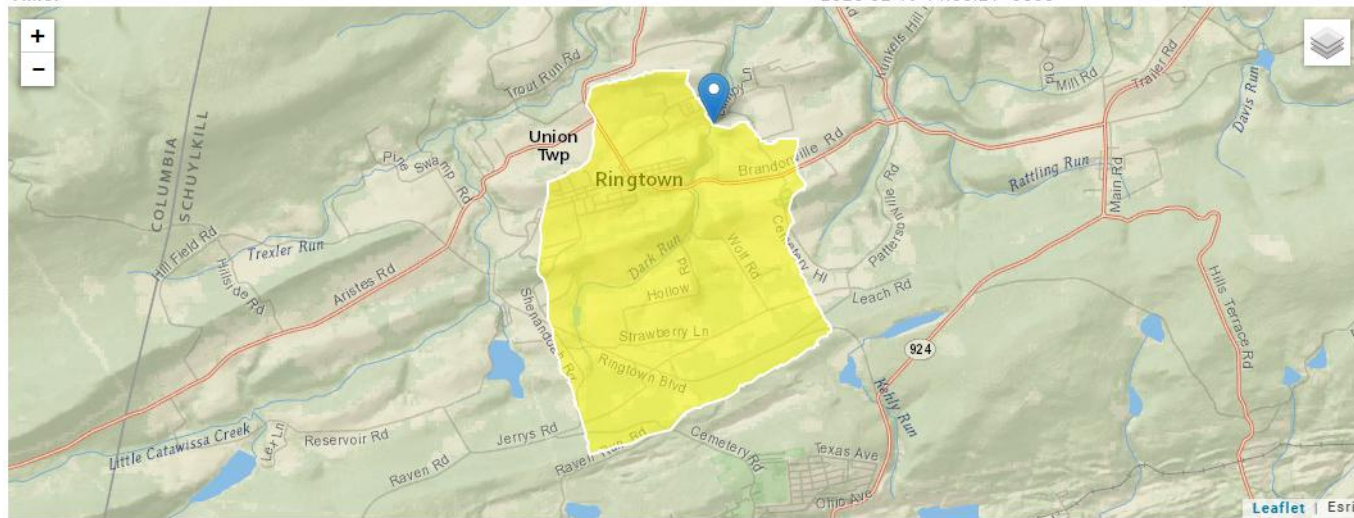 +
−
Kunkels Hill
Old
Mill Rd
Trailer Rd
Davis Run
Trout Run Rd
Union
Twp
Pine Swamp Rd
Brandonville Rd
Ringtown
Rattling Run
Main Rd
COLUMBIA
SCHUYLKILL
Hill Field Rd
Trexler Run
Hillside Rd
Aristes Rd
Dark Run
Wolf Rd
Cemetery Hl
Pattersonville Rd
Hollow Rd
Leach Rd
Hills Terrace Rd
Shenandoah Rd
Strawberry Ln
Ringtown Blvd
924
Kehly Run
Little Catawissa Creek
Lex Ln
Reservoir Rd
Jerrys Rd
Raven Run Rd
Cemetery Rd
Raven Rd
Texas Ave
Ohio Ave
Leaflet | Esri